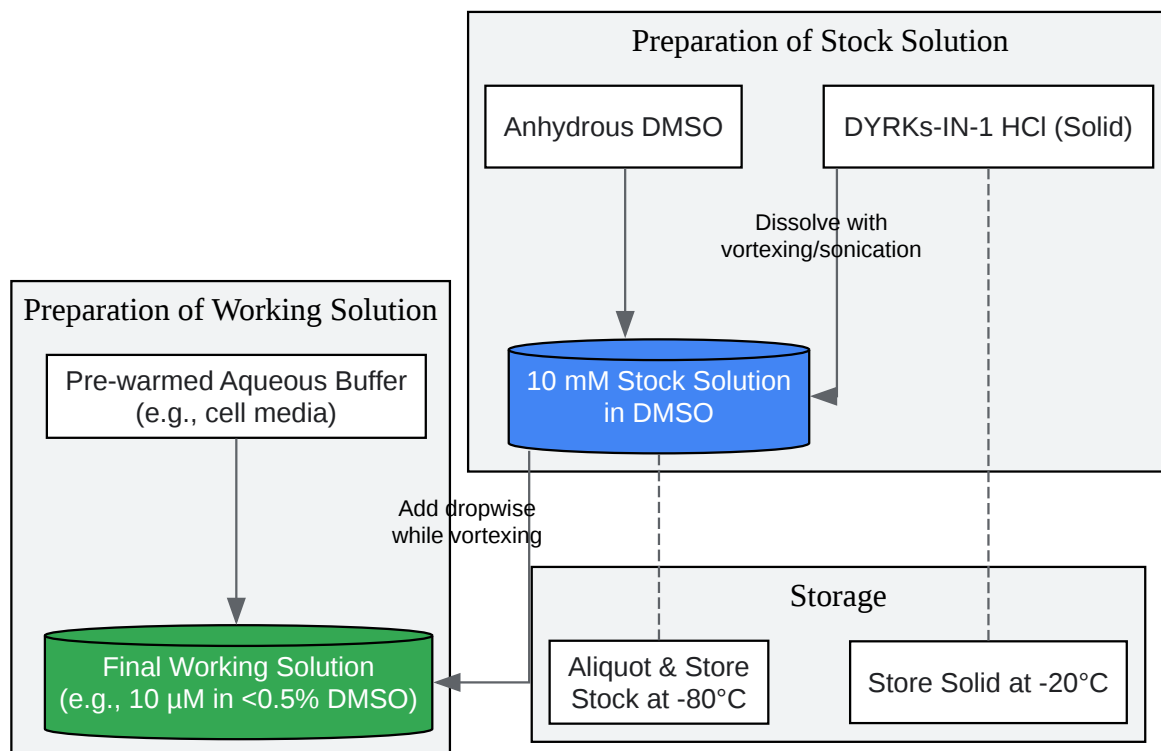 Preparation of Stock Solution
Anhydrous DMSO
DYRKs-IN-1 HCl (Solid)
Dissolve with
vortexing/sonication
10 mM Stock Solution
in DMSO
Preparation of Working Solution
Pre-warmed Aqueous Buffer
(e.g., cell media)
Add dropwise
while vortexing
Final Working Solution
(e.g., 10 µM in <0.5% DMSO)
Storage
Aliquot & Store
Stock at -80°C
Store Solid at -20°C